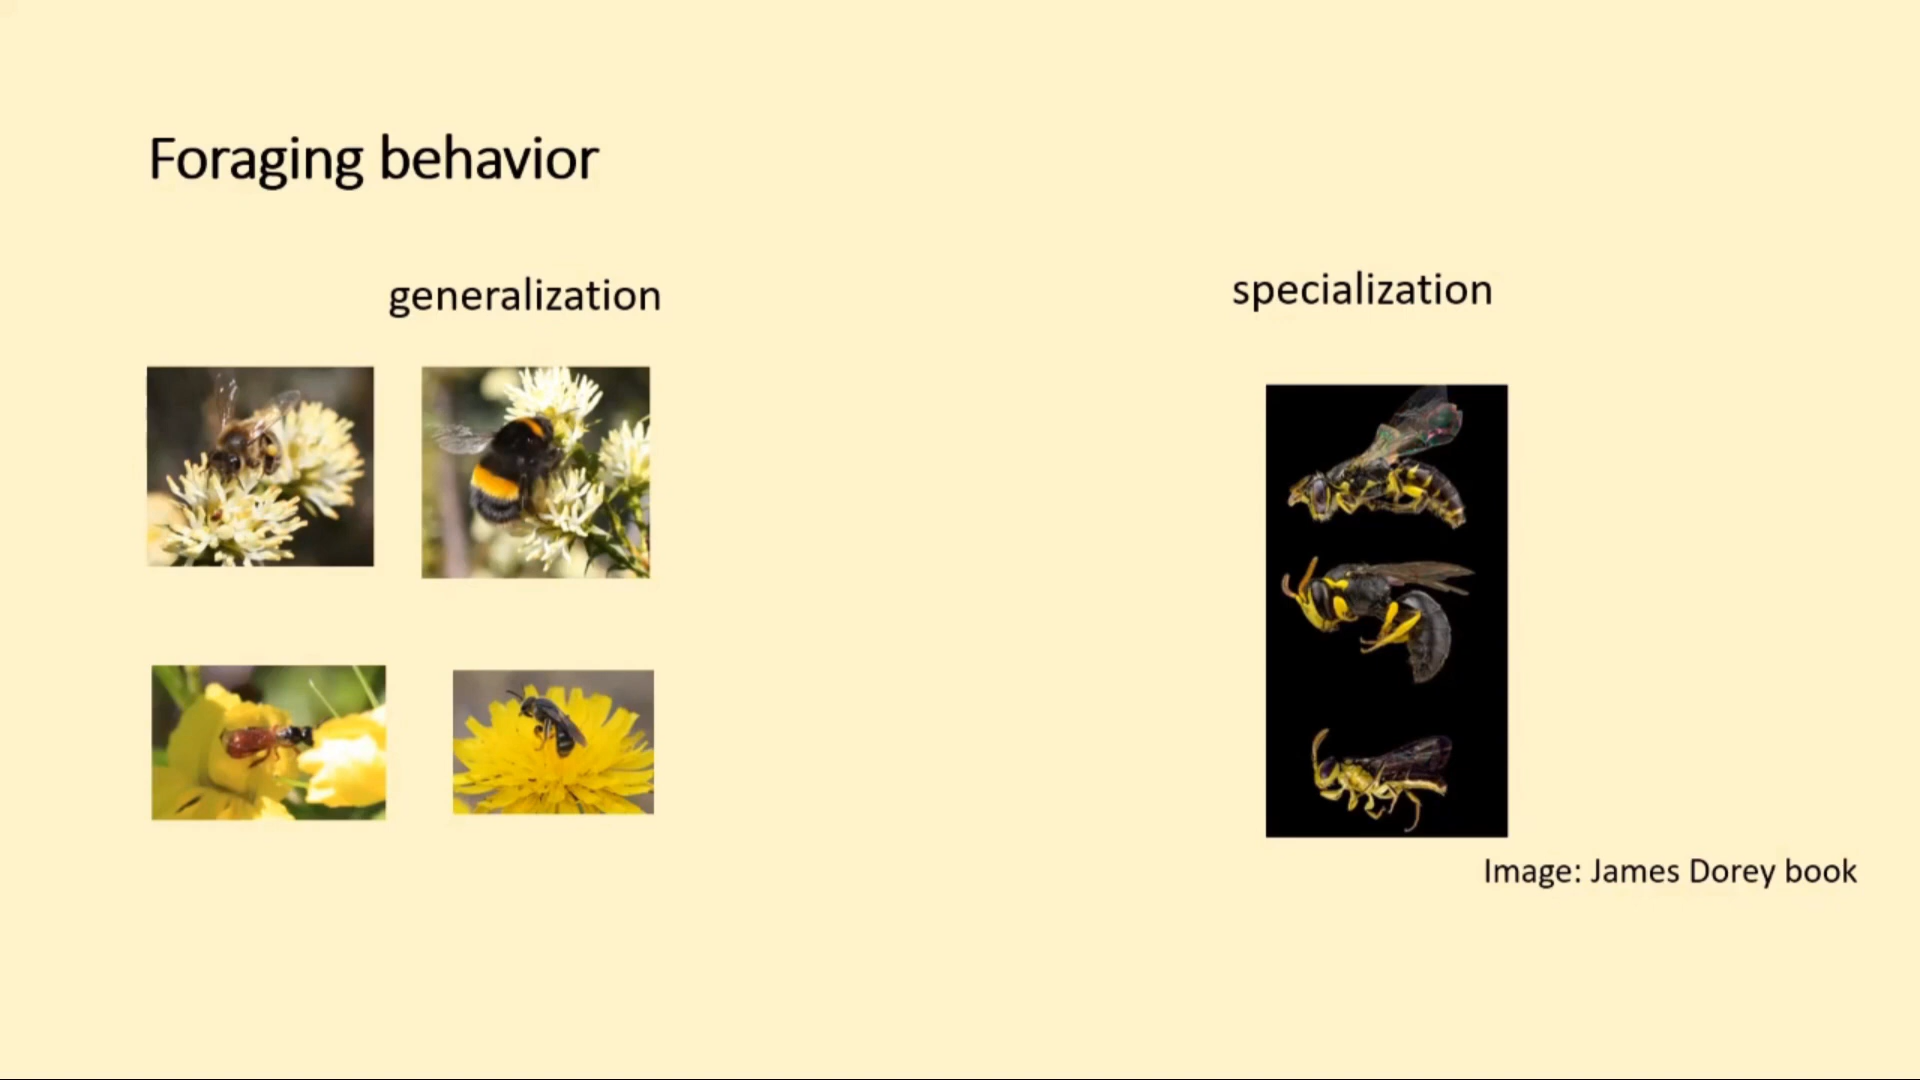 Foraging behavior
generalization
specialization
Image: James Dorey book